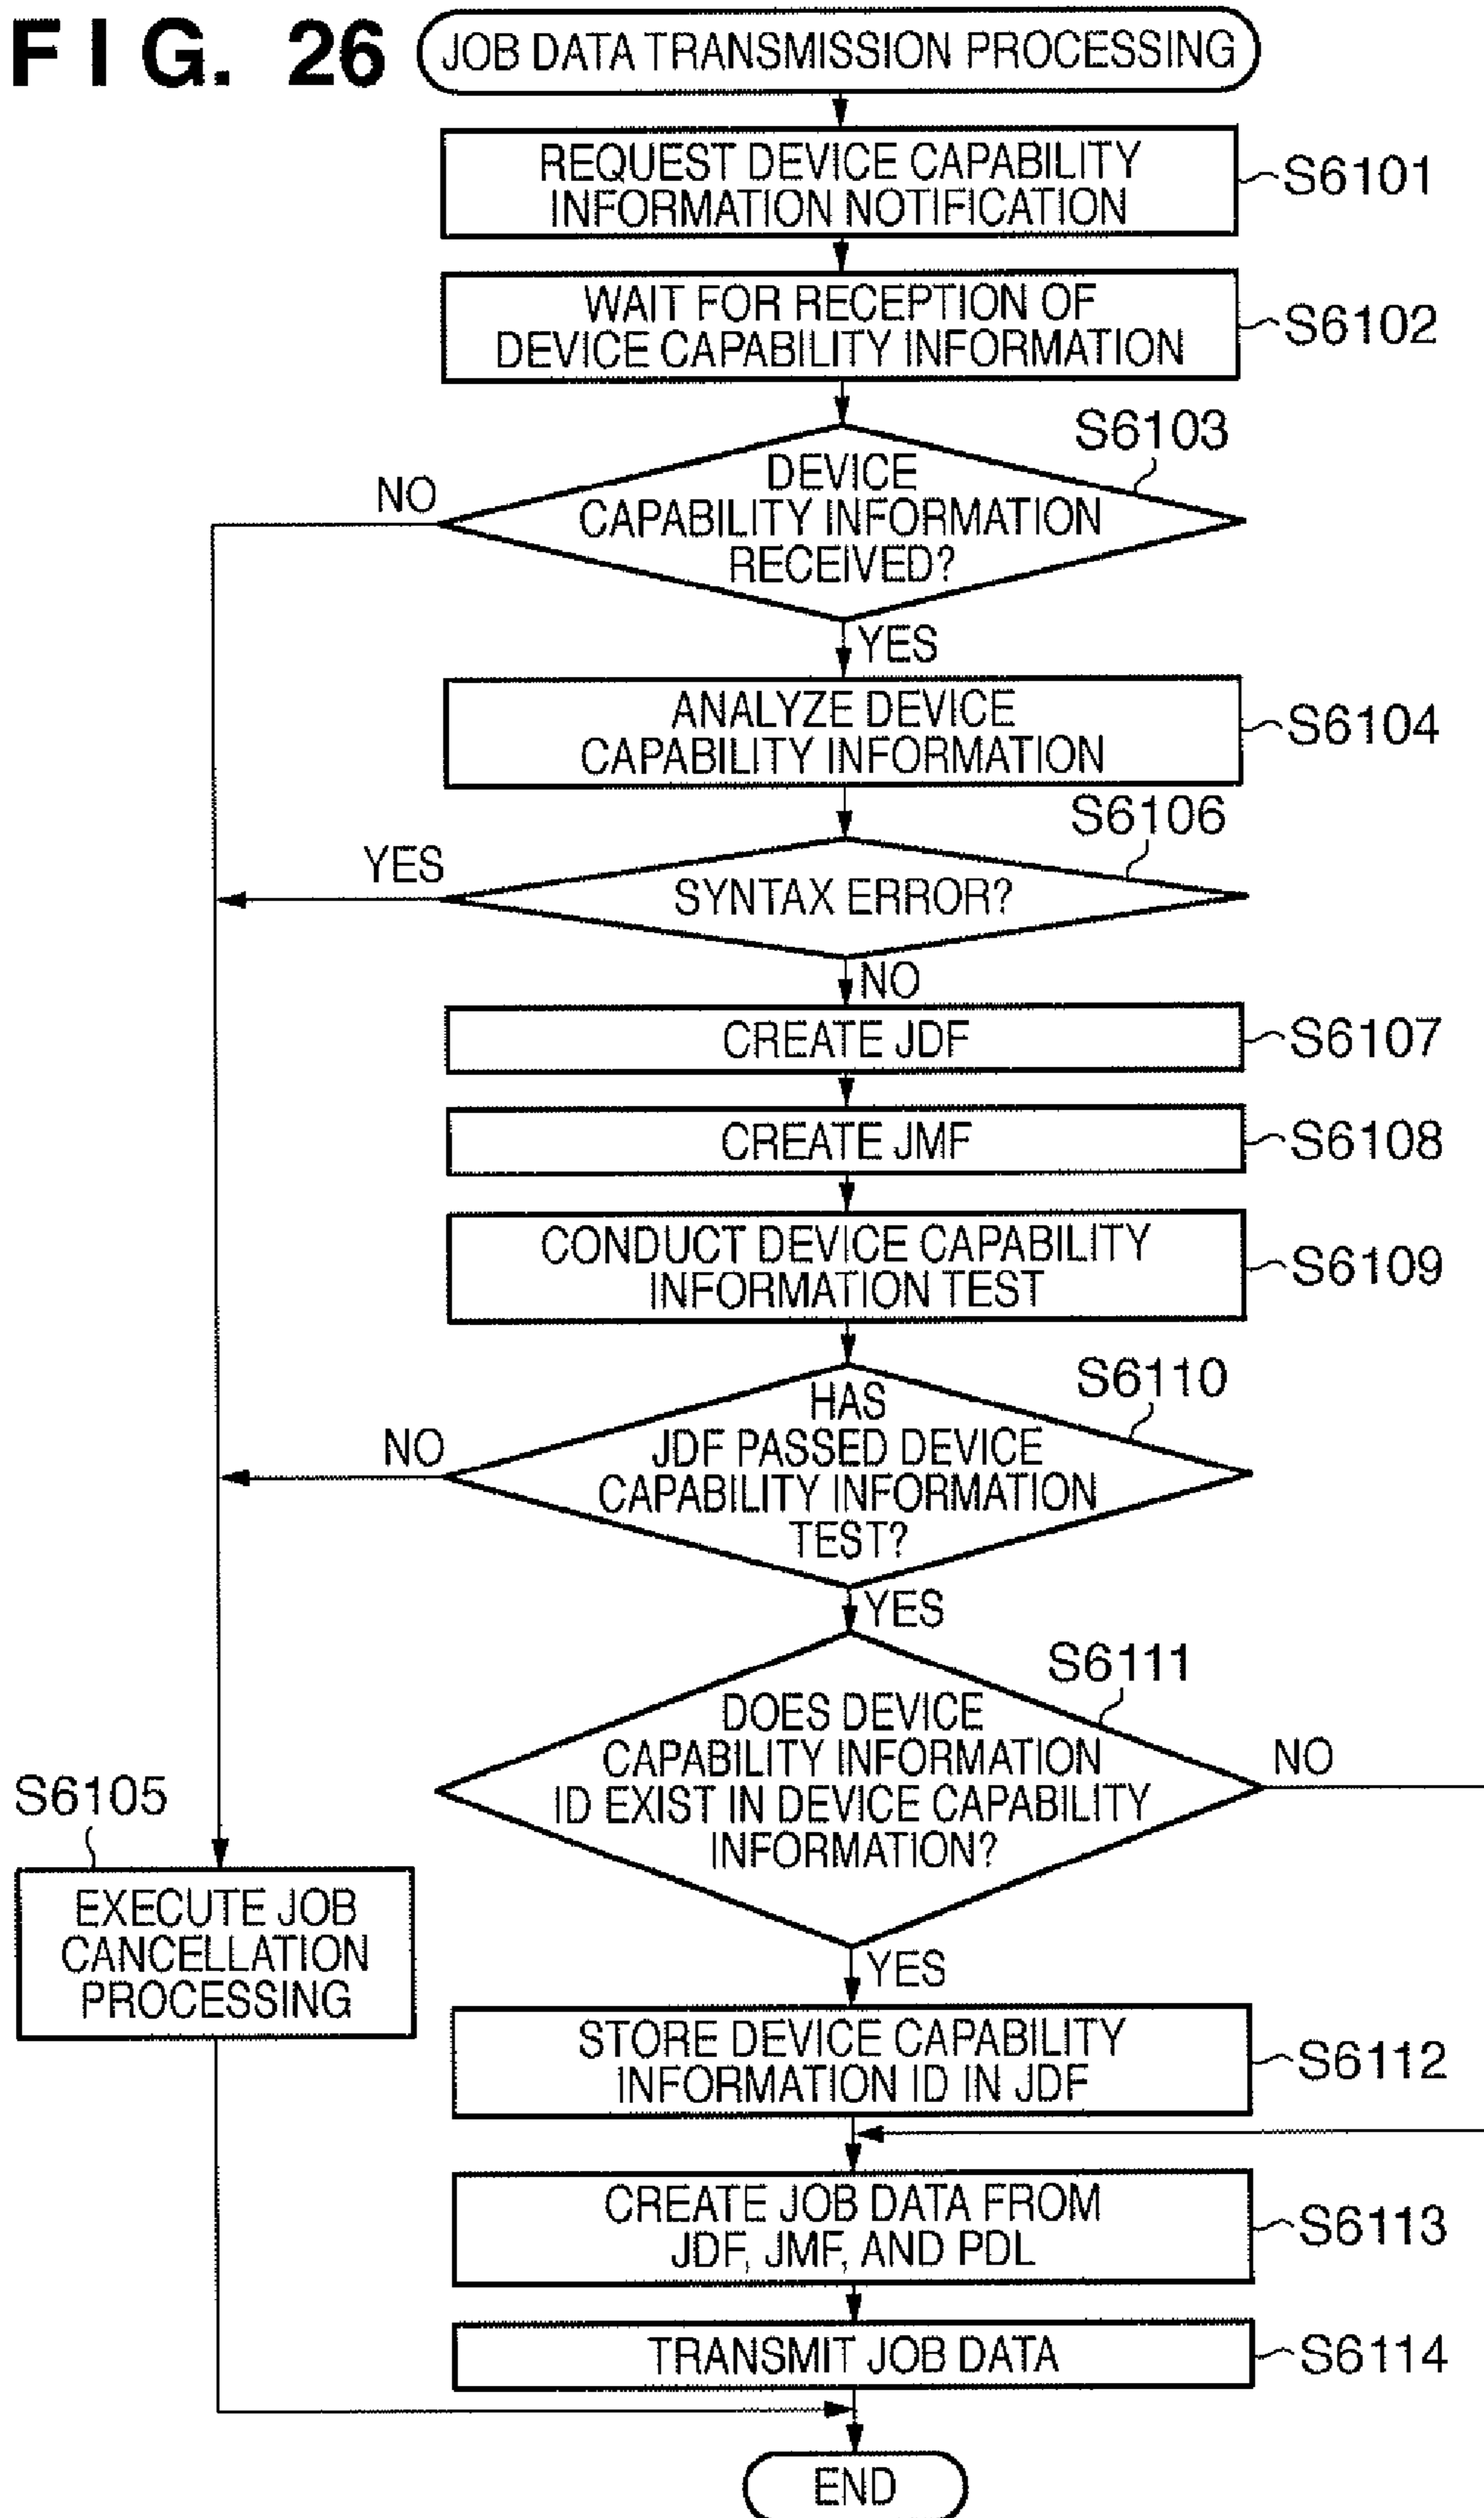 FIG. 26
JOB DATA TRANSMISSION PROCESSING
REQUEST DEVICE CAPABILITY
INFORMATION NOTIFICATION
S6101
WAIT FOR RECEPTION OF
DEVICE CAPABILITY INFORMATION
S6102
S6103
DEVICE
CAPABILITY INFORMATION
RECEIVED?
NO
YES
ANALYZE DEVICE
CAPABILITY INFORMATION
S6104
S6106
YES
SYNTAX ERROR?
NO
CREATE JDF
S6107
CREATE JMF
S6108
CONDUCT DEVICE CAPABILITY
INFORMATION TEST
S6109
S6110
HAS
JDF PASSED DEVICE
CAPABILITY INFORMATION
TEST?
NO
YES
S6111
DOES DEVICE
CAPABILITY INFORMATION
ID EXIST IN DEVICE CAPABILITY
INFORMATION?
NO
S6105
EXECUTE JOB
CANCELLATION
PROCESSING
YES
STORE DEVICE CAPABILITY
INFORMATION ID IN JDF
S6112
CREATE JOB DATA FROM
JDF, JMF, AND PDL
S6113
TRANSMIT JOB DATA
S6114
END